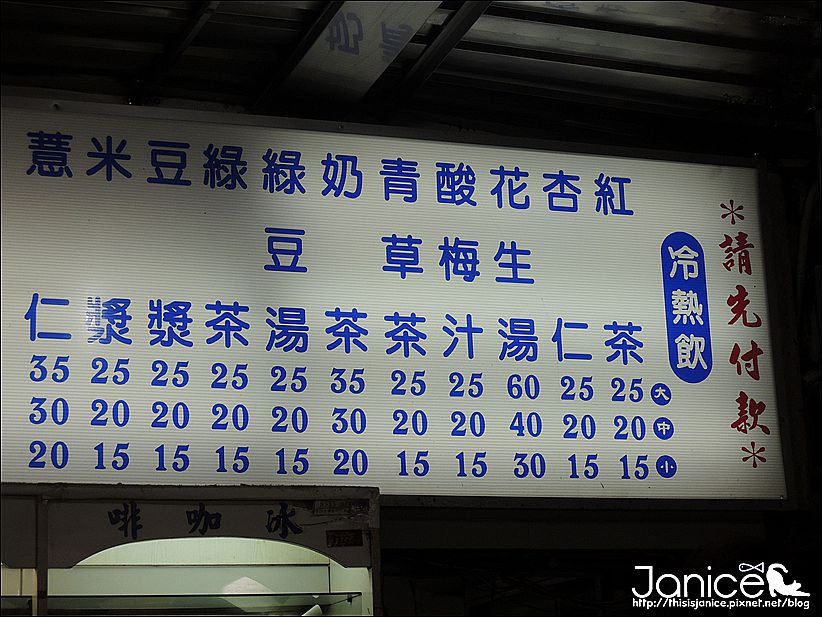 *請先付款*
冷熱飲
大 中 小
紅茶 25 20 15
杏仁 25 20 15
花生湯 60 40 30
酸梅汁 25 20 15
青草茶 25 20 15
奶茶 35 30 20
綠豆湯 25 20 15
綠茶 25 20 15
豆漿 25 20 15
米漿 25 20 15
薏仁 35 30 20
冰咖啡
Janice
http://thisisjanice.pixnet.net/blog